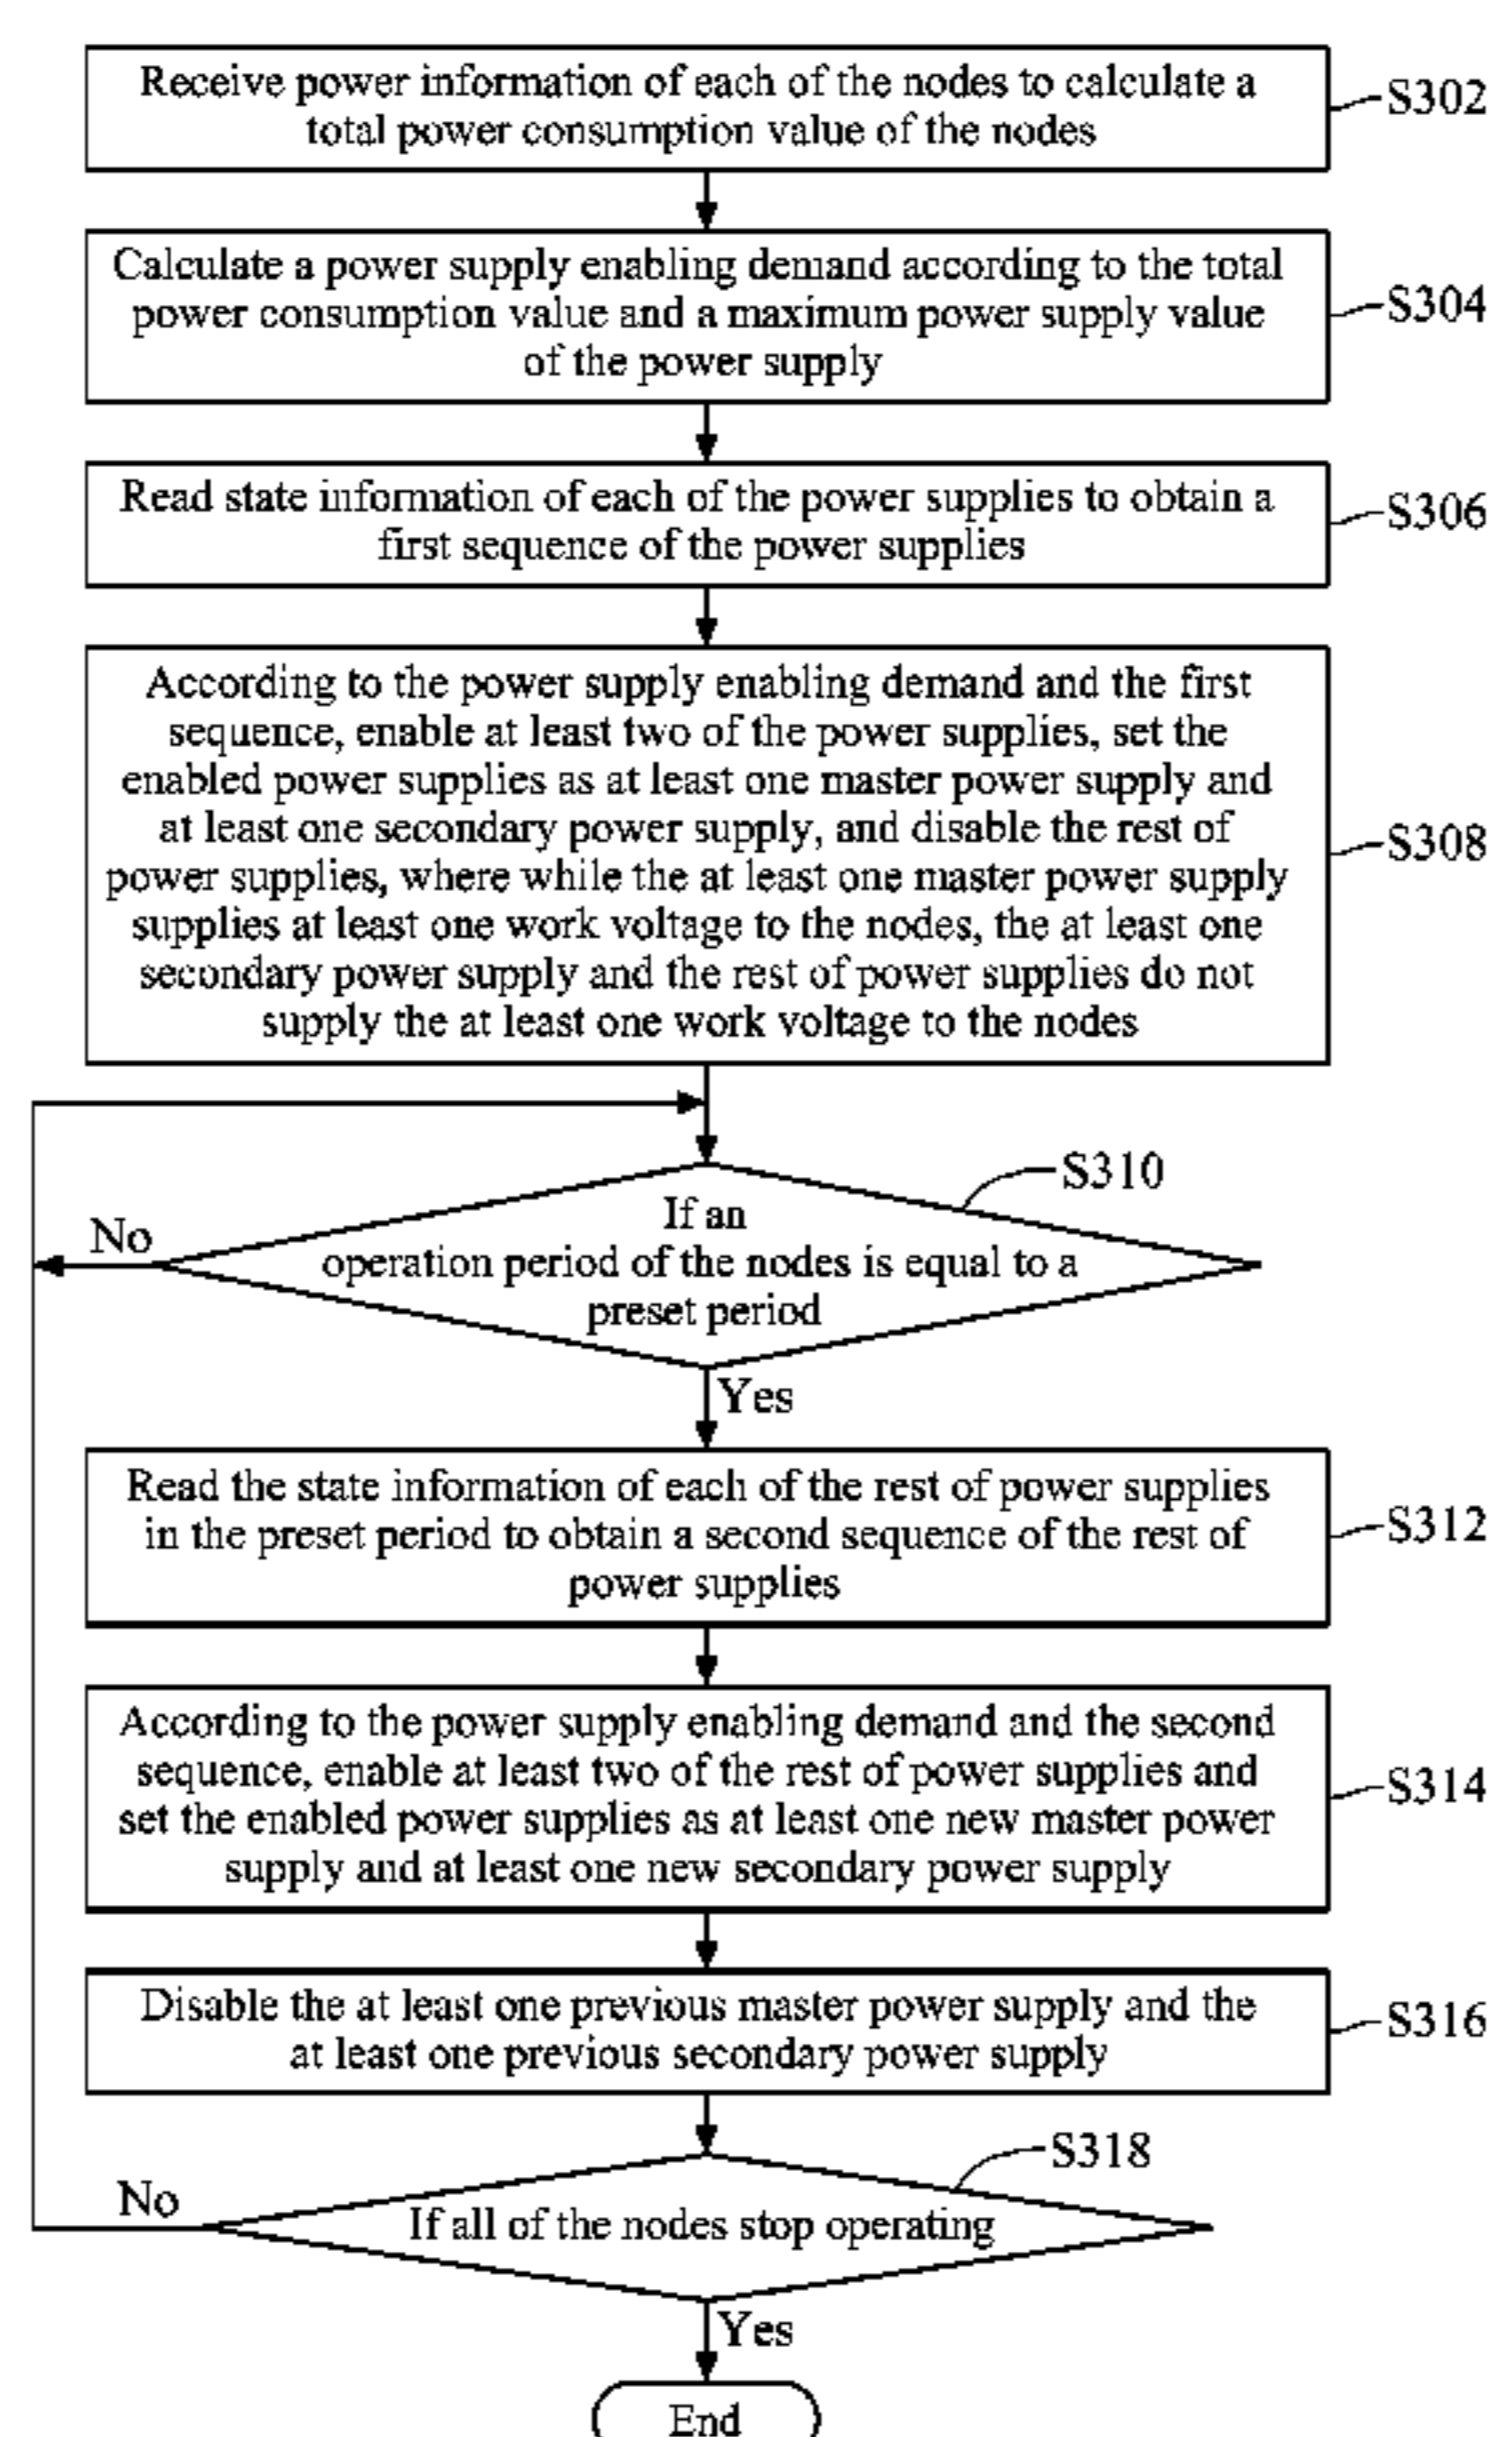 Receive power information of each of the nodes to calculate a
total power consumption value of the nodes
S302
Calculate a power supply enabling demand according to the total
power consumption value and a maximum power supply value
of the power supply
S304
Read state information of each of the power supplies to obtain a
first sequence of the power supplies
S306
According to the power supply enabling demand and the first
sequence, enable at least two of the power supplies, set the
enabled power supplies as at least one master power supply and
at least one secondary power supply, and disable the rest of
power supplies, where while the at least one master power supply
supplies at least one work voltage to the nodes, the at least one
secondary power supply and the rest of power supplies do not
supply the at least one work voltage to the nodes
S308
S310
If an
operation period of the nodes is equal to a
preset period
No
Yes
Read the state information of each of the rest of power supplies
in the preset period to obtain a second sequence of the rest of
power supplies
S312
According to the power supply enabling demand and the second
sequence, enable at least two of the rest of power supplies and
set the enabled power supplies as at least one new master power
supply and at least one new secondary power supply
S314
Disable the at least one previous master power supply and the
at least one previous secondary power supply
S316
S318
If all of the nodes stop operating
No
Yes
End